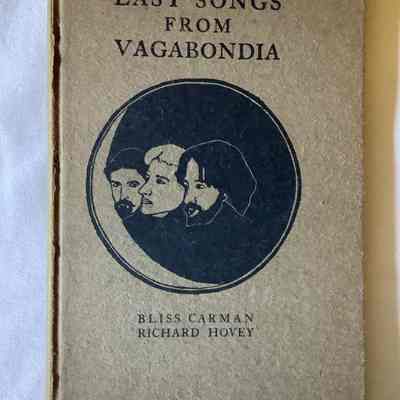 LAST SONGS
FROM
VAGABONDIA
BLISS CARMAN
RICHARD HOVEY